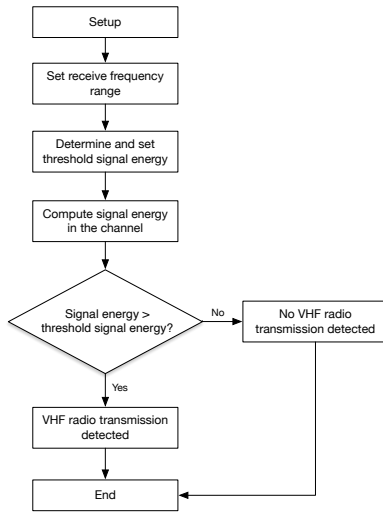 Setup
Set receive frequency
range
Determine and set
threshold signal energy
Compute signal energy
in the channel
Signal energy >
threshold signal energy?
No
No VHF radio
transmission detected
Yes
VHF radio transmission
detected
End